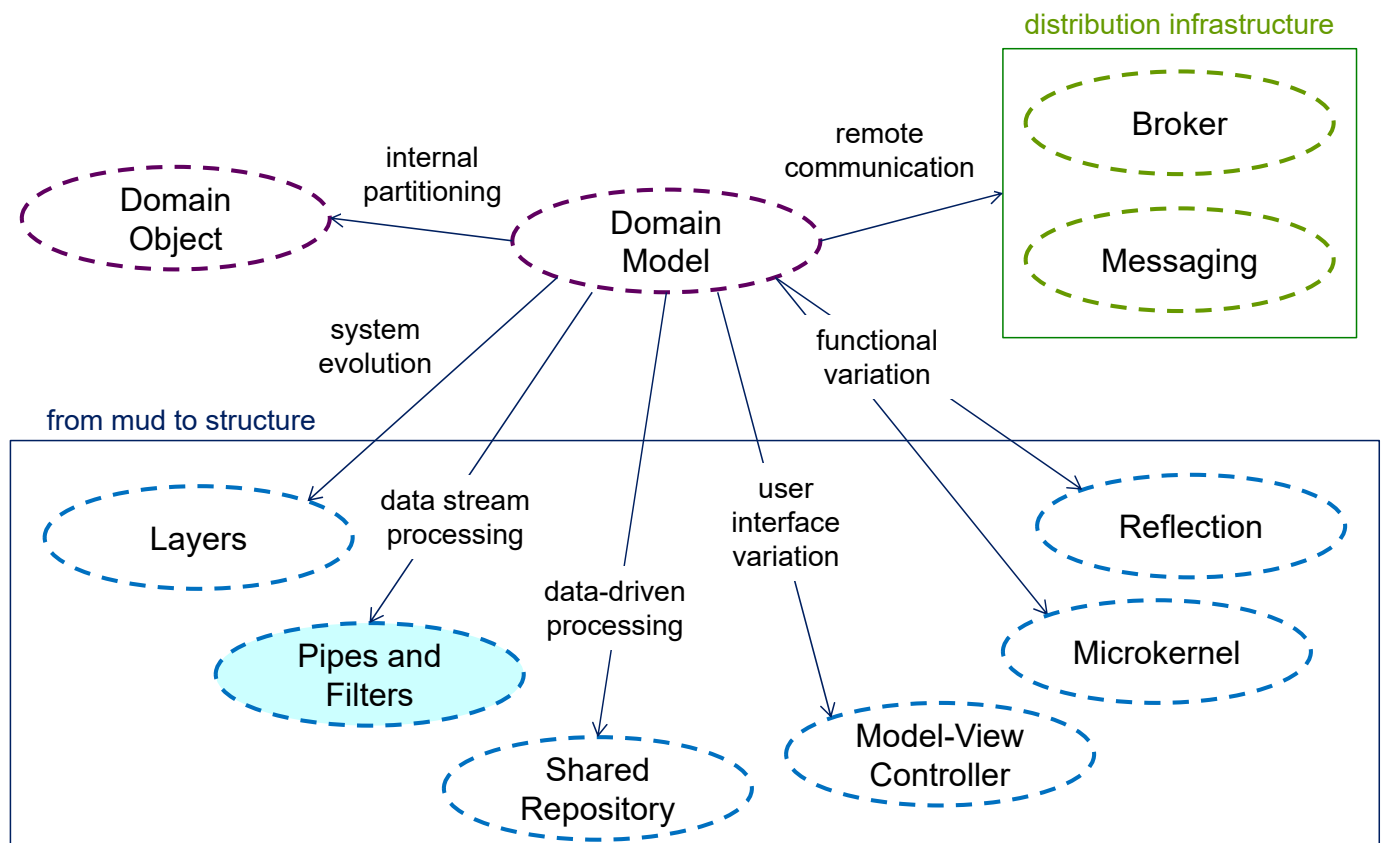 distribution infrastructure
Broker
Messaging
remote
communication
internal
partitioning
Domain
Object
Domain
Model
system
evolution
functional
variation
from mud to structure
Layers
data stream
processing
user
interface
variation
Reflection
data-driven
processing
Pipes and
Filters
Microkernel
Model-View
Controller
Shared
Repository